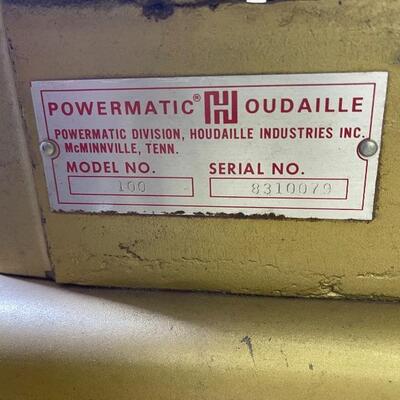 POWERMATIC® HOUDAILLE
POWERMATIC DIVISION, HOUDAILLE INDUSTRIES INC.
McMINNVILLE, TENN.
MODEL NO. SERIAL NO.
100 8310079